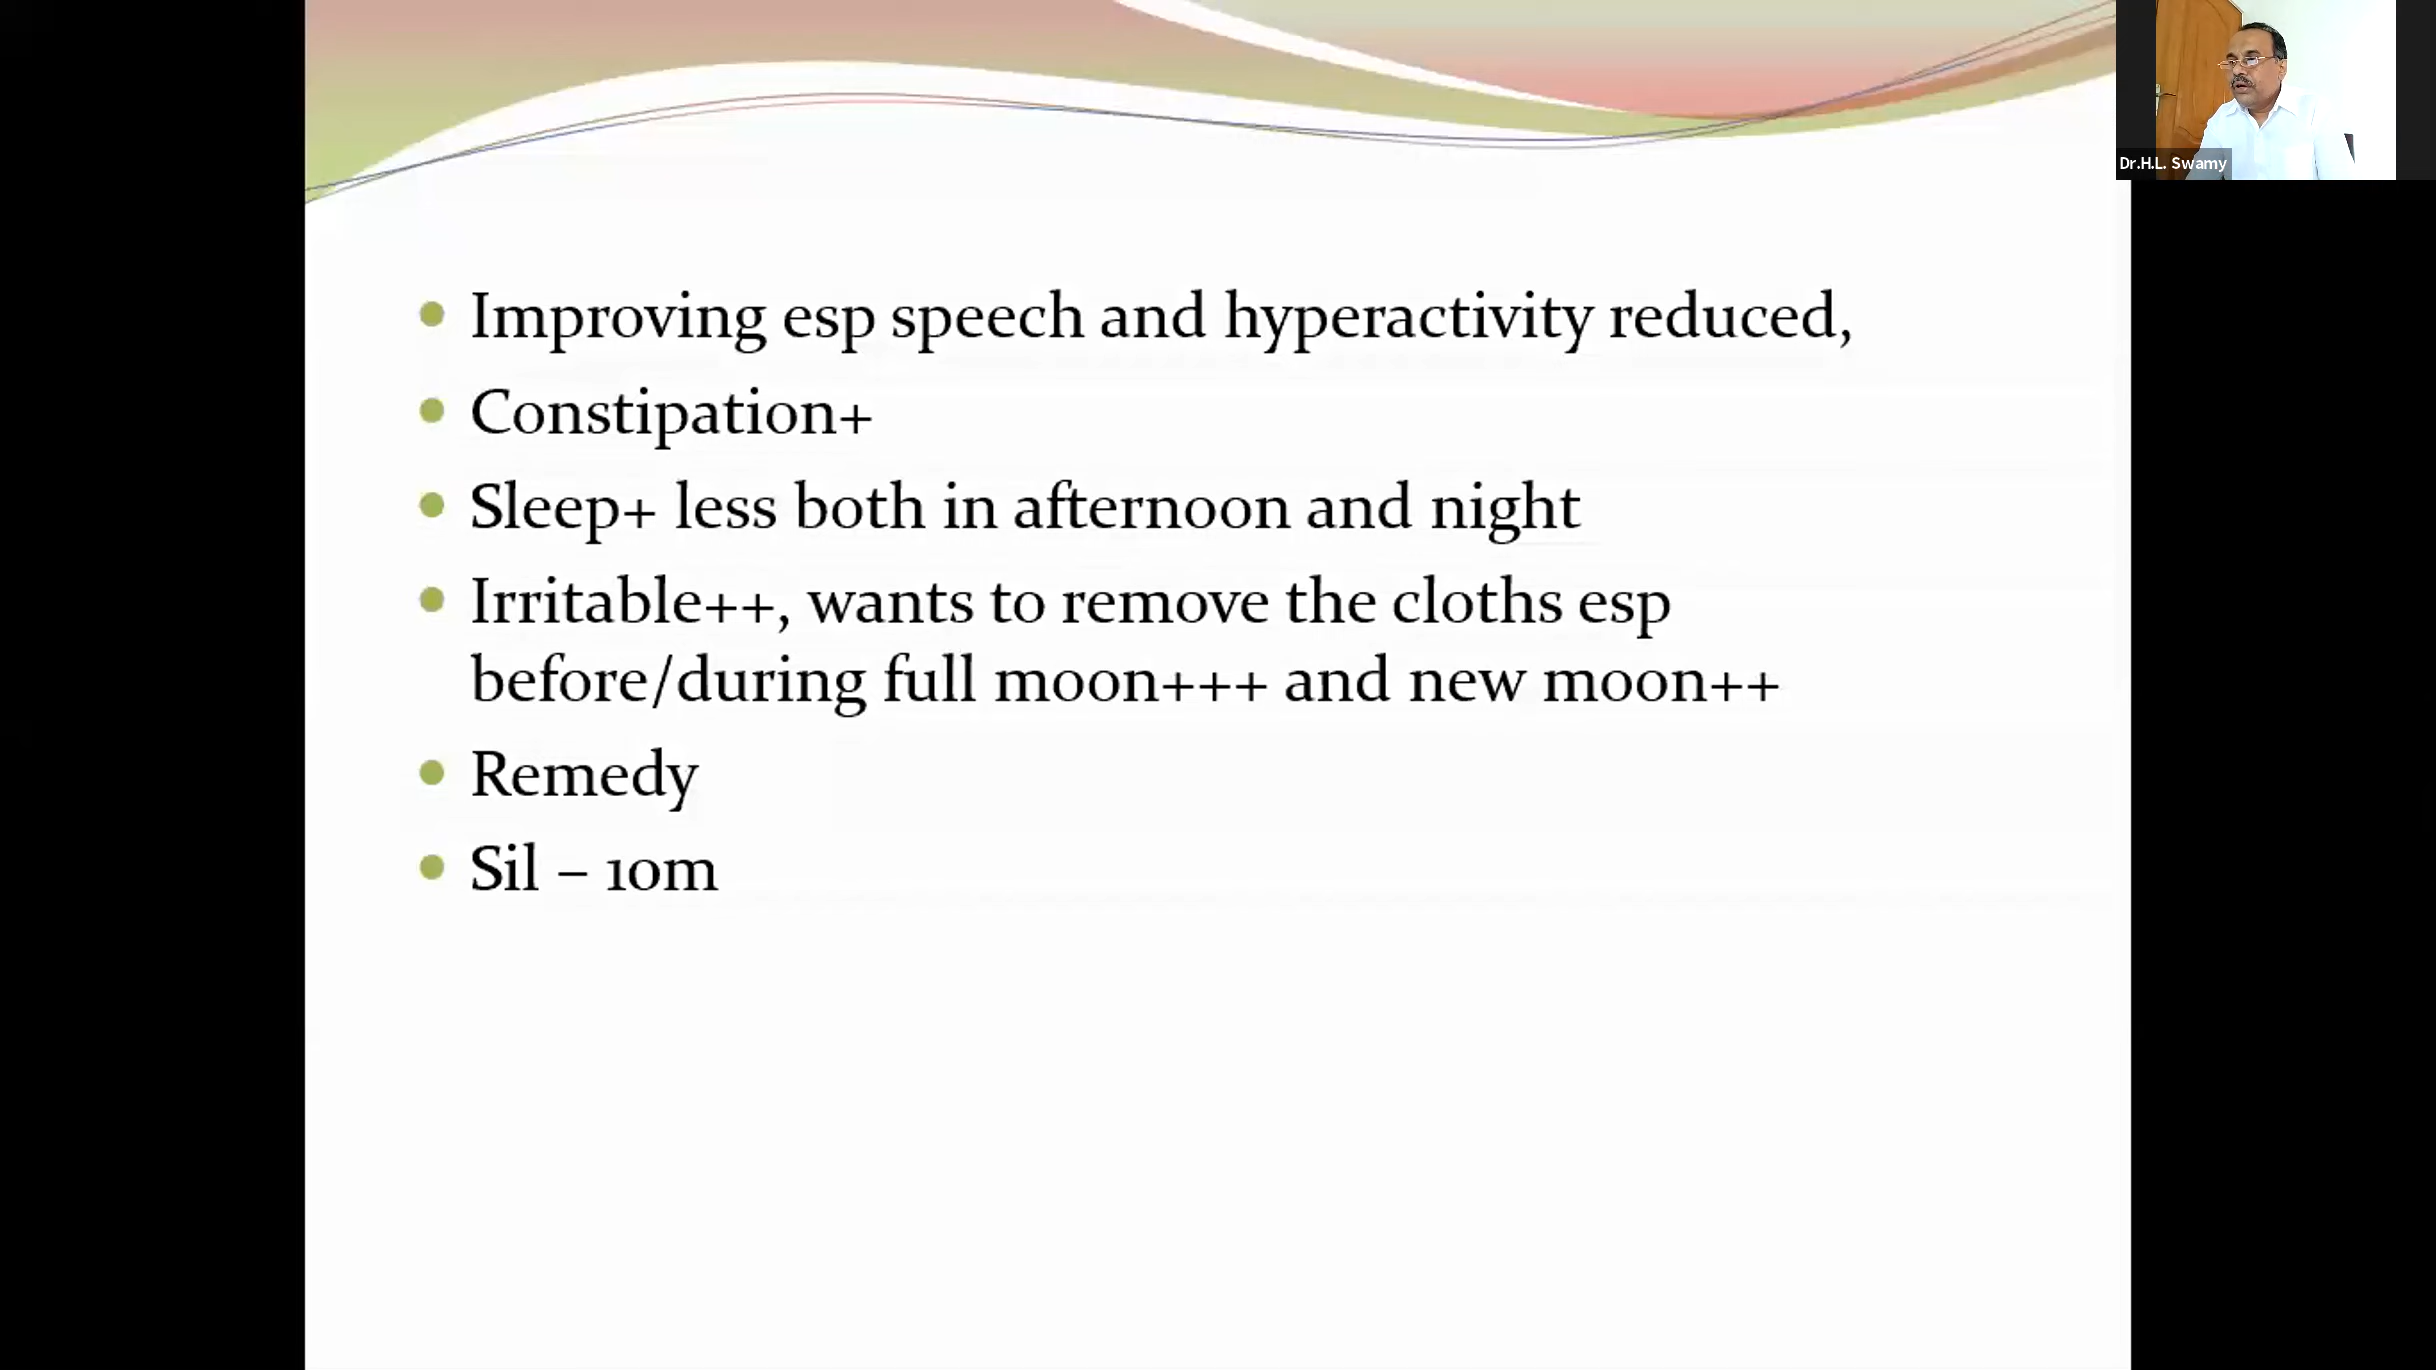 Dr.H.L. Swamy
Improving esp speech and hyperactivity reduced,
Constipation+
Sleep+ less both in afternoon and night
Irritable++, wants to remove the cloths esp
before/during full moon+++ and new moon++
Remedy
Sil – 10m